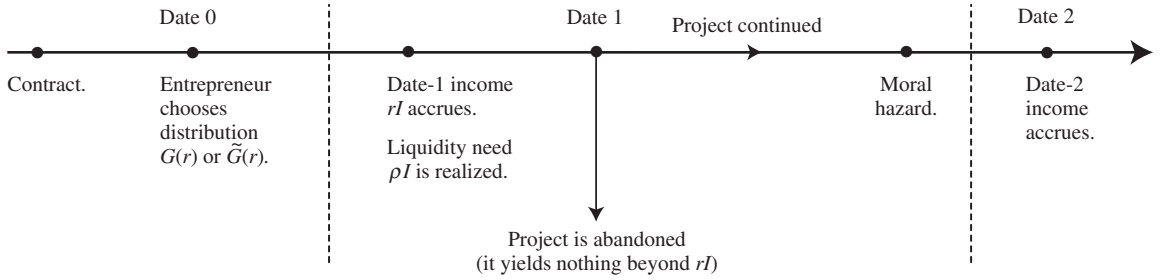 Date 0
Date 1
Date 2
Project continued
Contract.
Entrepreneur
chooses
distribution
G(r) or G̃(r).
Date-1 income
rI accrues.
Liquidity need
ρI is realized.
Moral
hazard.
Date-2
income
accrues.
Project is abandoned
(it yields nothing beyond rI)